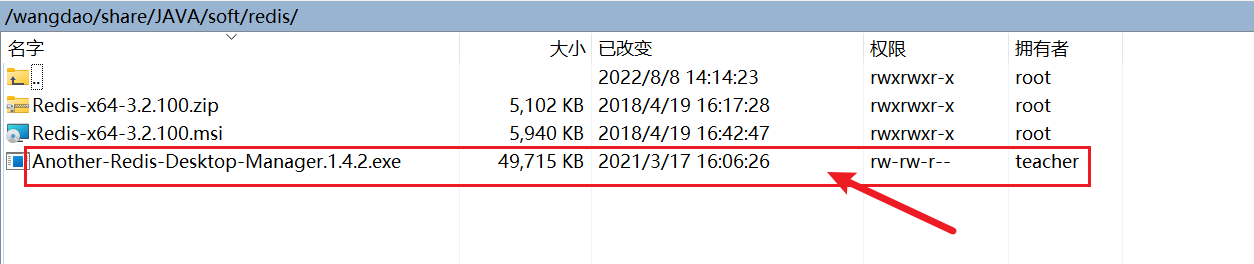 /wangdao/share/JAVA/soft/redis/
名字 大小 已改变 权限 拥有者
.. 2022/8/8 14:14:23 rwxrwxr-x root
Redis-x64-3.2.100.zip 5,102 KB 2018/4/19 16:17:28 rwxrwxr-x root
Redis-x64-3.2.100.msi 5,940 KB 2018/4/19 16:42:47 rwxrwxr-x root
Another-Redis-Desktop-Manager.1.4.2.exe 49,715 KB 2021/3/17 16:06:26 rw-rw-r-- teacher